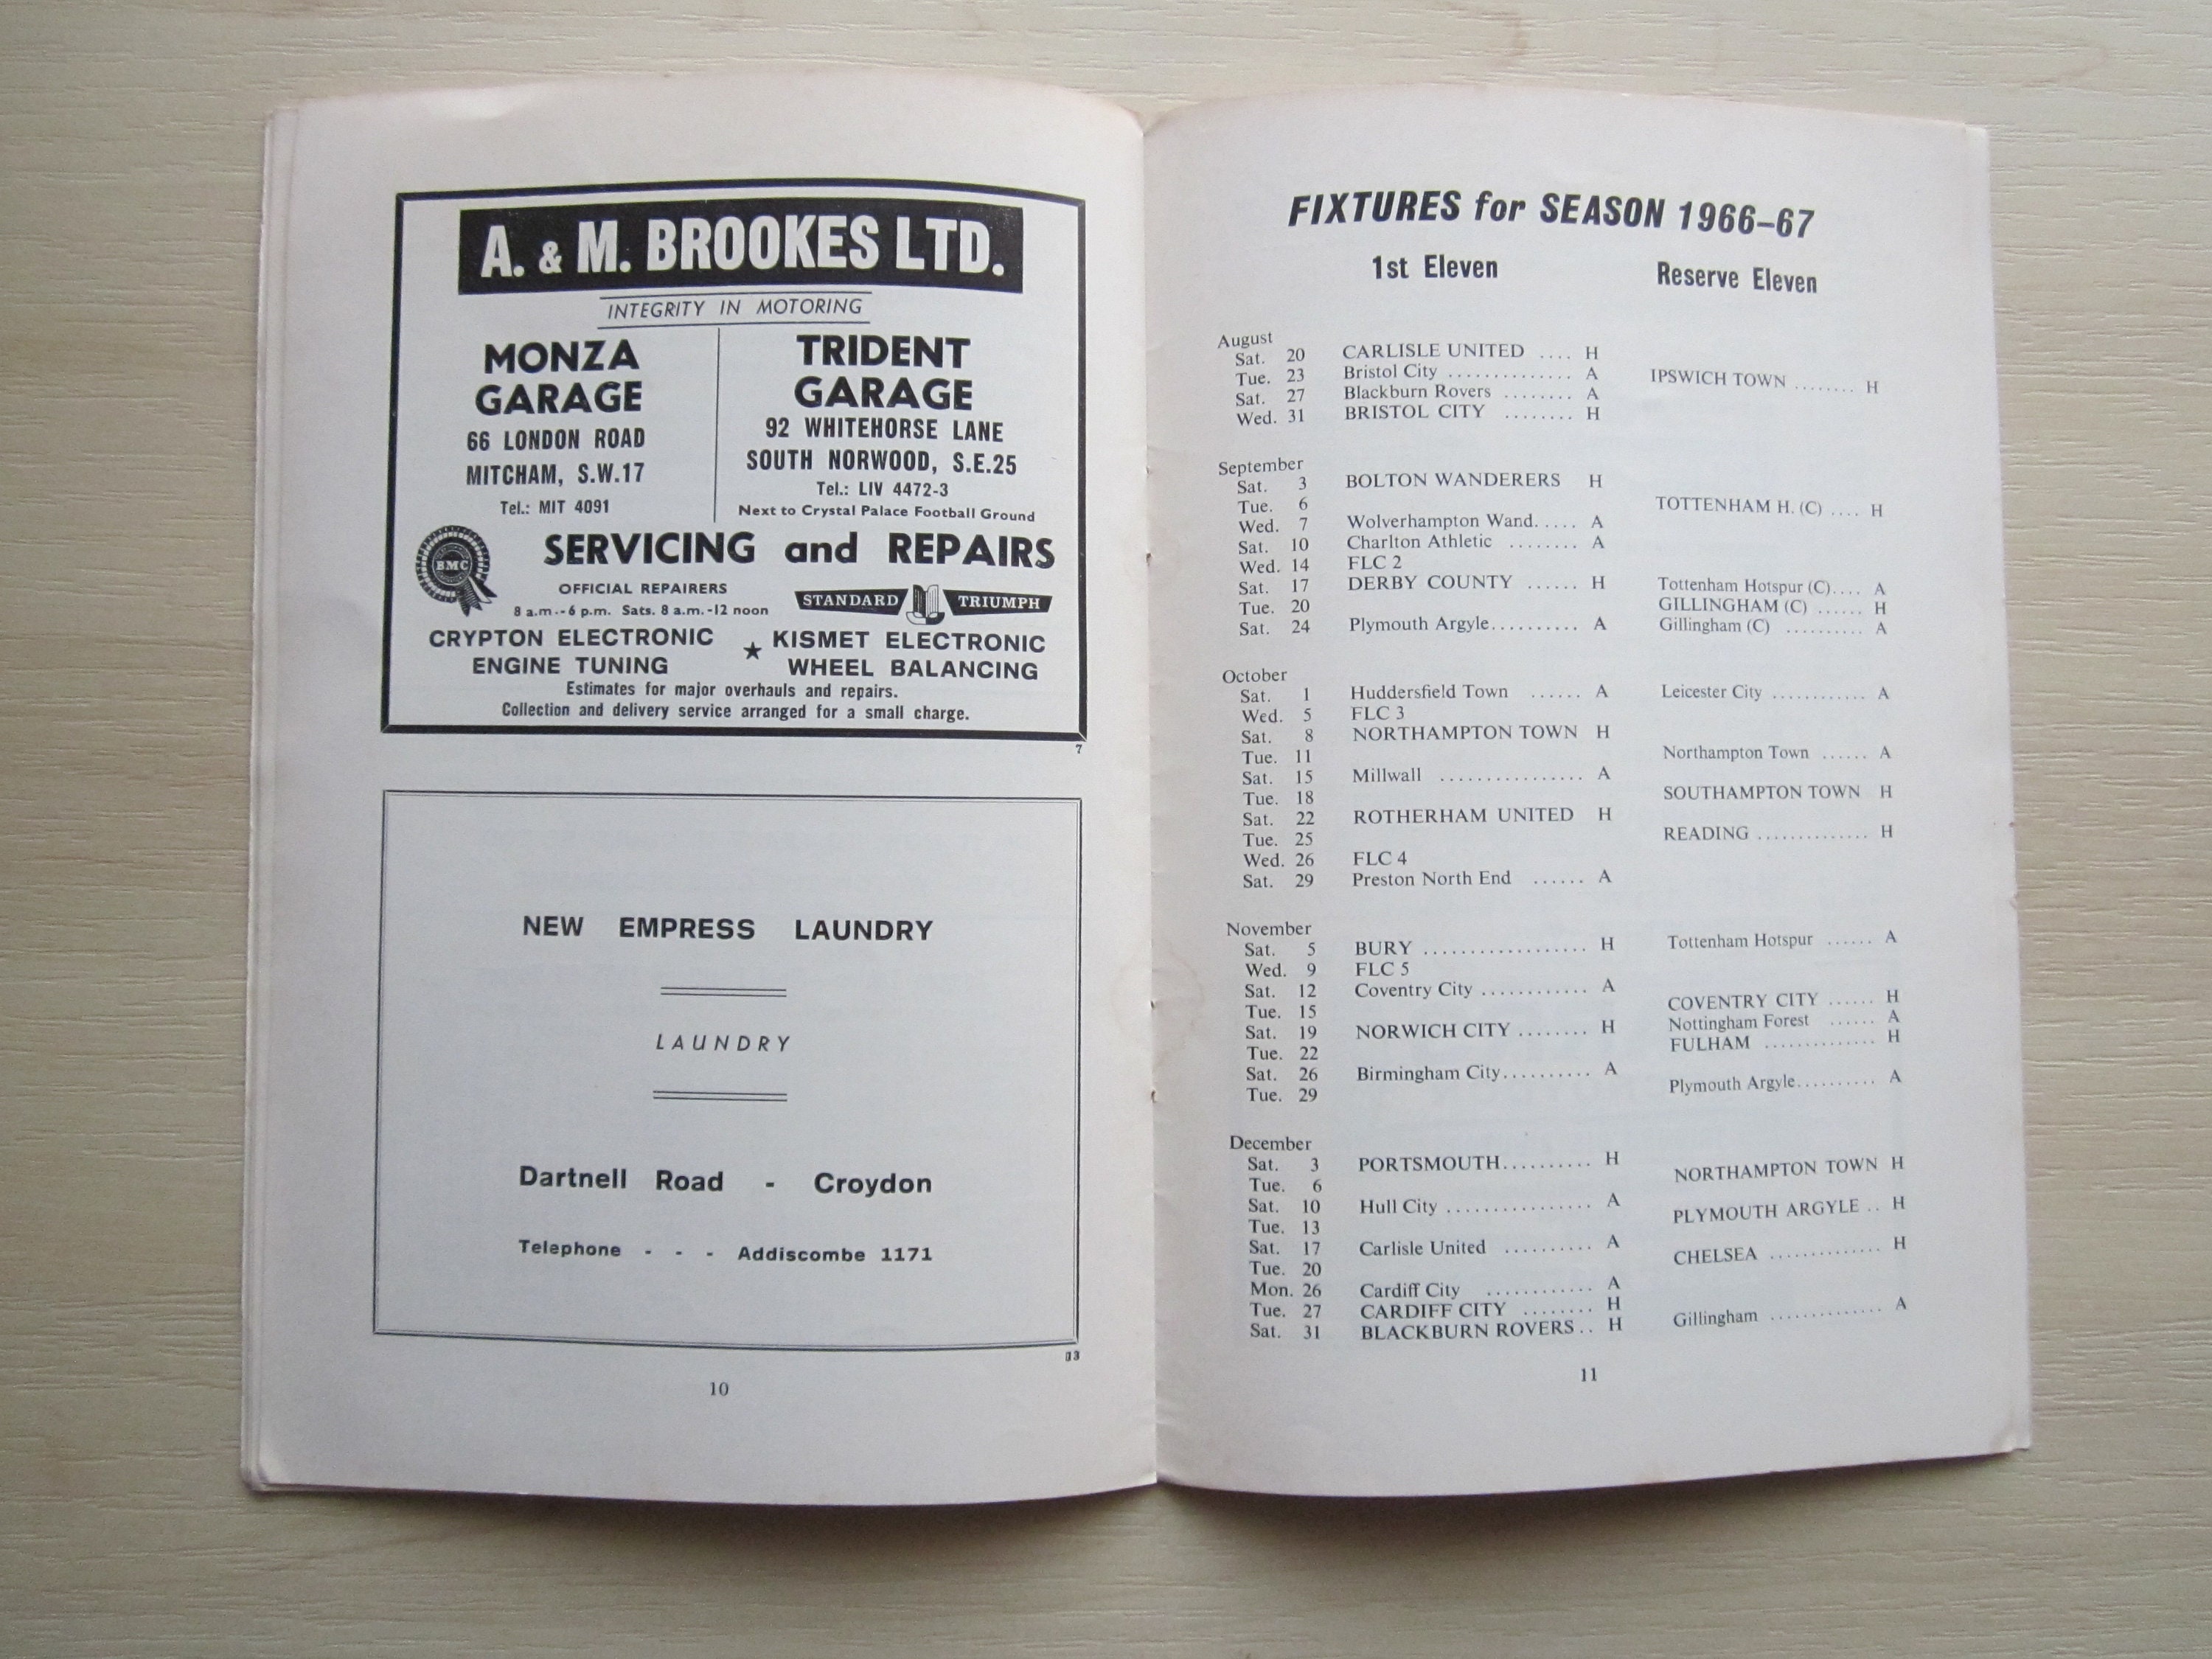 A. & M. BROOKES LTD.
INTEGRITY IN MOTORING
MONZA
GARAGE
66 LONDON ROAD
MITCHAM, S.W.17
Tel.: MIT 4091
TRIDENT
GARAGE
92 WHITEHORSE LANE
SOUTH NORWOOD, S.E.25
Tel.: LIV 4472-3
Next to Crystal Palace Football Ground
BMC
SERVICING and REPAIRS
OFFICIAL REPAIRERS
8 a.m.-6 p.m. Sats. 8 a.m.-12 noon
STANDARD TRIUMPH
CRYPTON ELECTRONIC
ENGINE TUNING
★
KISMET ELECTRONIC
WHEEL BALANCING
Estimates for major overhauls and repairs.
Collection and delivery service arranged for a small charge.
7
NEW EMPRESS LAUNDRY
LAUNDRY
Dartnell Road - Croydon
Telephone - - - Addiscombe 1171
13
10
FIXTURES for SEASON 1966-67
1st Eleven Reserve Eleven
August
Sat. 20 CARLISLE UNITED .... H
Tue. 23 Bristol City .............. A IPSWICH TOWN ........ H
Sat. 27 Blackburn Rovers ........ A
Wed. 31 BRISTOL CITY ........ H
September
Sat. 3 BOLTON WANDERERS H
Tue. 6 TOTTENHAM H. (C) .... H
Wed. 7 Wolverhampton Wand. .... A
Sat. 10 Charlton Athletic ........ A
Wed. 14 FLC 2
Sat. 17 DERBY COUNTY ...... H Tottenham Hotspur (C).... A
Tue. 20 GILLINGHAM (C) ...... H
Sat. 24 Plymouth Argyle.......... A Gillingham (C) .......... A
October
Sat. 1 Huddersfield Town ...... A Leicester City ............ A
Wed. 5 FLC 3
Sat. 8 NORTHAMPTON TOWN H
Tue. 11 Northampton Town ...... A
Sat. 15 Millwall ................ A
Tue. 18 SOUTHAMPTON TOWN H
Sat. 22 ROTHERHAM UNITED H
Tue. 25 READING .............. H
Wed. 26 FLC 4
Sat. 29 Preston North End ...... A
November
Sat. 5 BURY .................. H Tottenham Hotspur ...... A
Wed. 9 FLC 5
Sat. 12 Coventry City ............ A
Tue. 15 COVENTRY CITY ...... H
Sat. 19 NORWICH CITY ........ H Nottingham Forest ...... A
Tue. 22 FULHAM .............. H
Sat. 26 Birmingham City.......... A
Tue. 29 Plymouth Argyle.......... A
December
Sat. 3 PORTSMOUTH.......... H
Tue. 6 NORTHAMPTON TOWN H
Sat. 10 Hull City ................ A
Tue. 13 PLYMOUTH ARGYLE .. H
Sat. 17 Carlisle United .......... A
Tue. 20 CHELSEA .............. H
Mon. 26 Cardiff City ............ A
Tue. 27 CARDIFF CITY ........ H
Sat. 31 BLACKBURN ROVERS.. H Gillingham ............. A
11